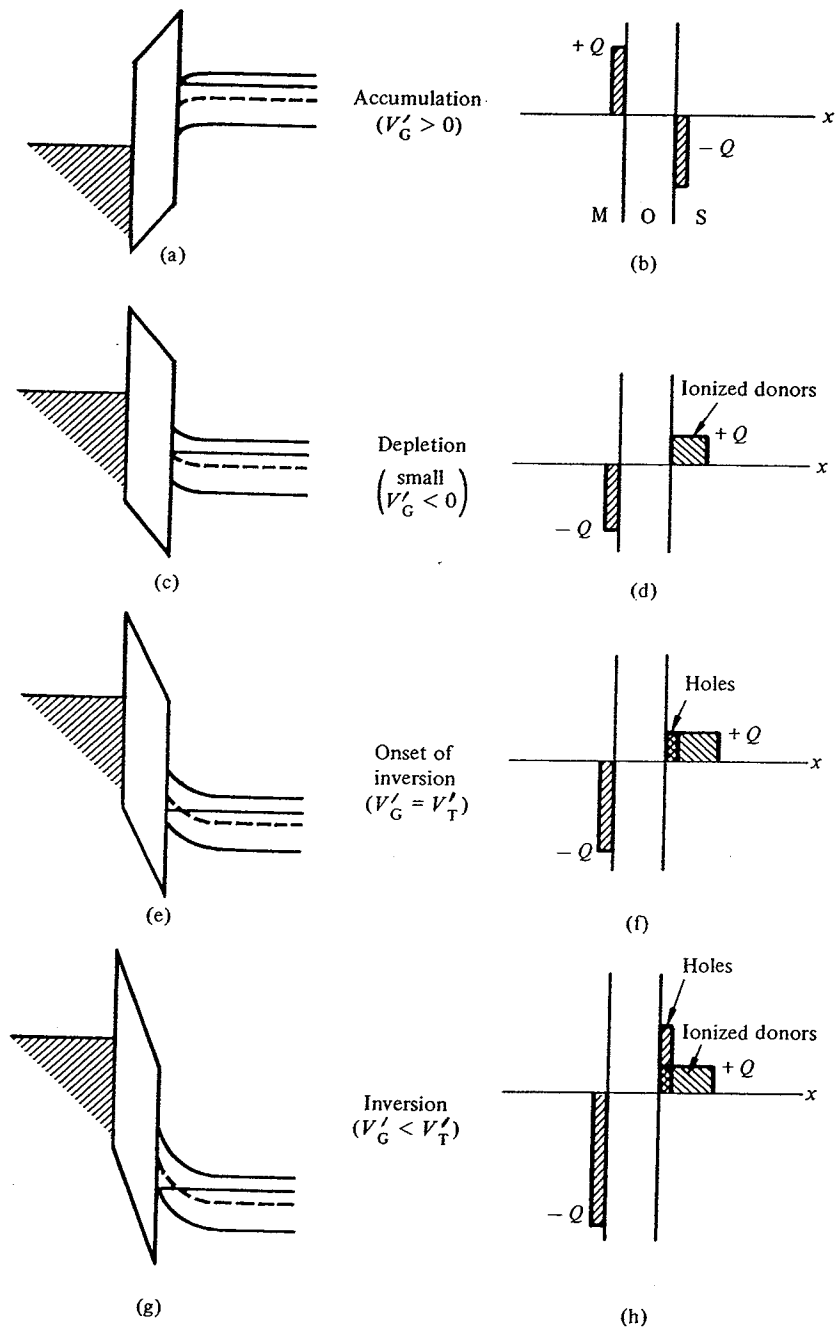 Accumulation
(V′G > 0)
(a)
+ Q
x
− Q
M O S
(b)
Depletion
(small
V′G < 0)
(c)
Ionized donors
+ Q
x
− Q
(d)
Onset of
inversion
(V′G = V′T)
(e)
Holes
+ Q
x
− Q
(f)
Inversion
(V′G < V′T)
(g)
Holes
Ionized donors
+ Q
x
− Q
(h)